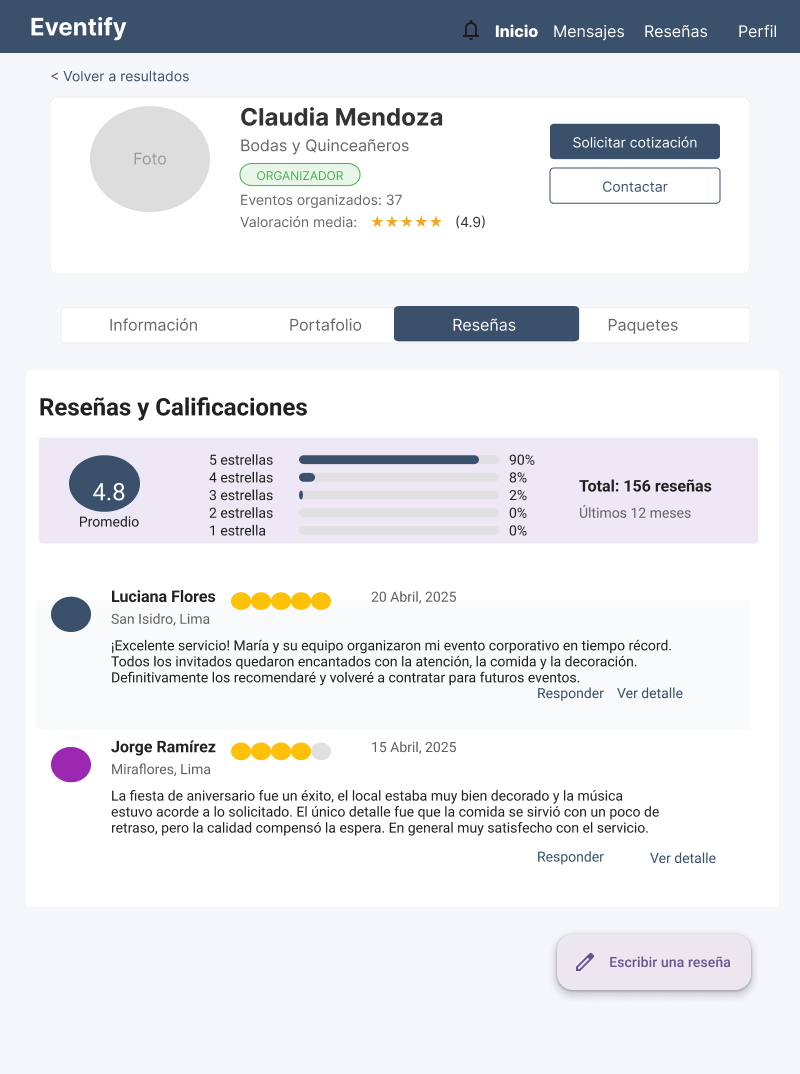 Eventify
Inicio Mensajes Reseñas Perfil
< Volver a resultados
Foto
Claudia Mendoza
Bodas y Quinceañeros
ORGANIZADOR
Eventos organizados: 37
Valoración media: ★★★★★ (4.9)
Solicitar cotización
Contactar
Información Portafolio Reseñas Paquetes
Reseñas y Calificaciones
4.8
Promedio
5 estrellas 90%
4 estrellas 8%
3 estrellas 2%
2 estrellas 0%
1 estrella 0%
Total: 156 reseñas
Últimos 12 meses
Luciana Flores 20 Abril, 2025
San Isidro, Lima
¡Excelente servicio! María y su equipo organizaron mi evento corporativo en tiempo récord.
Todos los invitados quedaron encantados con la atención, la comida y la decoración.
Definitivamente los recomendaré y volveré a contratar para futuros eventos.
Responder Ver detalle
Jorge Ramírez 15 Abril, 2025
Miraflores, Lima
La fiesta de aniversario fue un éxito, el local estaba muy bien decorado y la música
estuvo acorde a lo solicitado. El único detalle fue que la comida se sirvió con un poco de
retraso, pero la calidad compensó la espera. En general muy satisfecho con el servicio.
Responder Ver detalle
Escribir una reseña